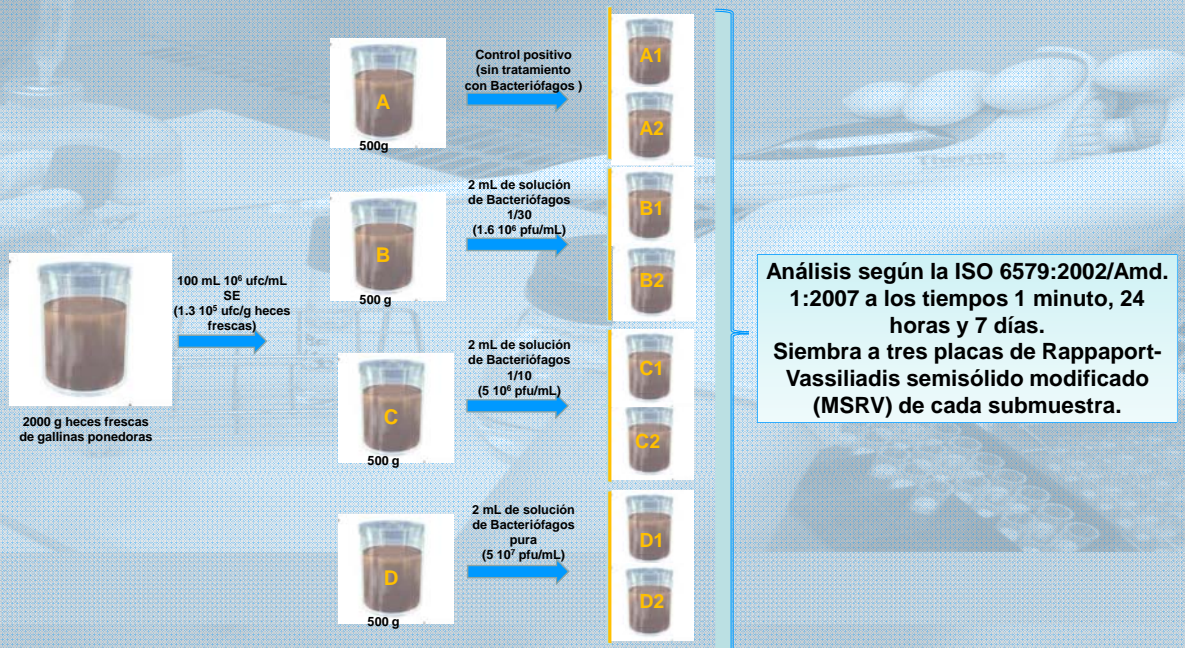 2000 g heces frescas
de gallinas ponedoras
100 mL 10⁶ ufc/mL
SE
(1.3 10⁵ ufc/g heces
frescas)
A
500g
Control positivo
(sin tratamiento
con Bacteriófagos )
A1
A2
B
500 g
2 mL de solución
de Bacteriófagos
1/30
(1.6 10⁶ pfu/mL)
B1
B2
C
500 g
2 mL de solución
de Bacteriófagos
1/10
(5 10⁶ pfu/mL)
C1
C2
D
500 g
2 mL de solución
de Bacteriófagos
pura
(5 10⁷ pfu/mL)
D1
D2
Análisis según la ISO 6579:2002/Amd.
1:2007 a los tiempos 1 minuto, 24
horas y 7 días.
Siembra a tres placas de Rappaport-
Vassiliadis semisólido modificado
(MSRV) de cada submuestra.